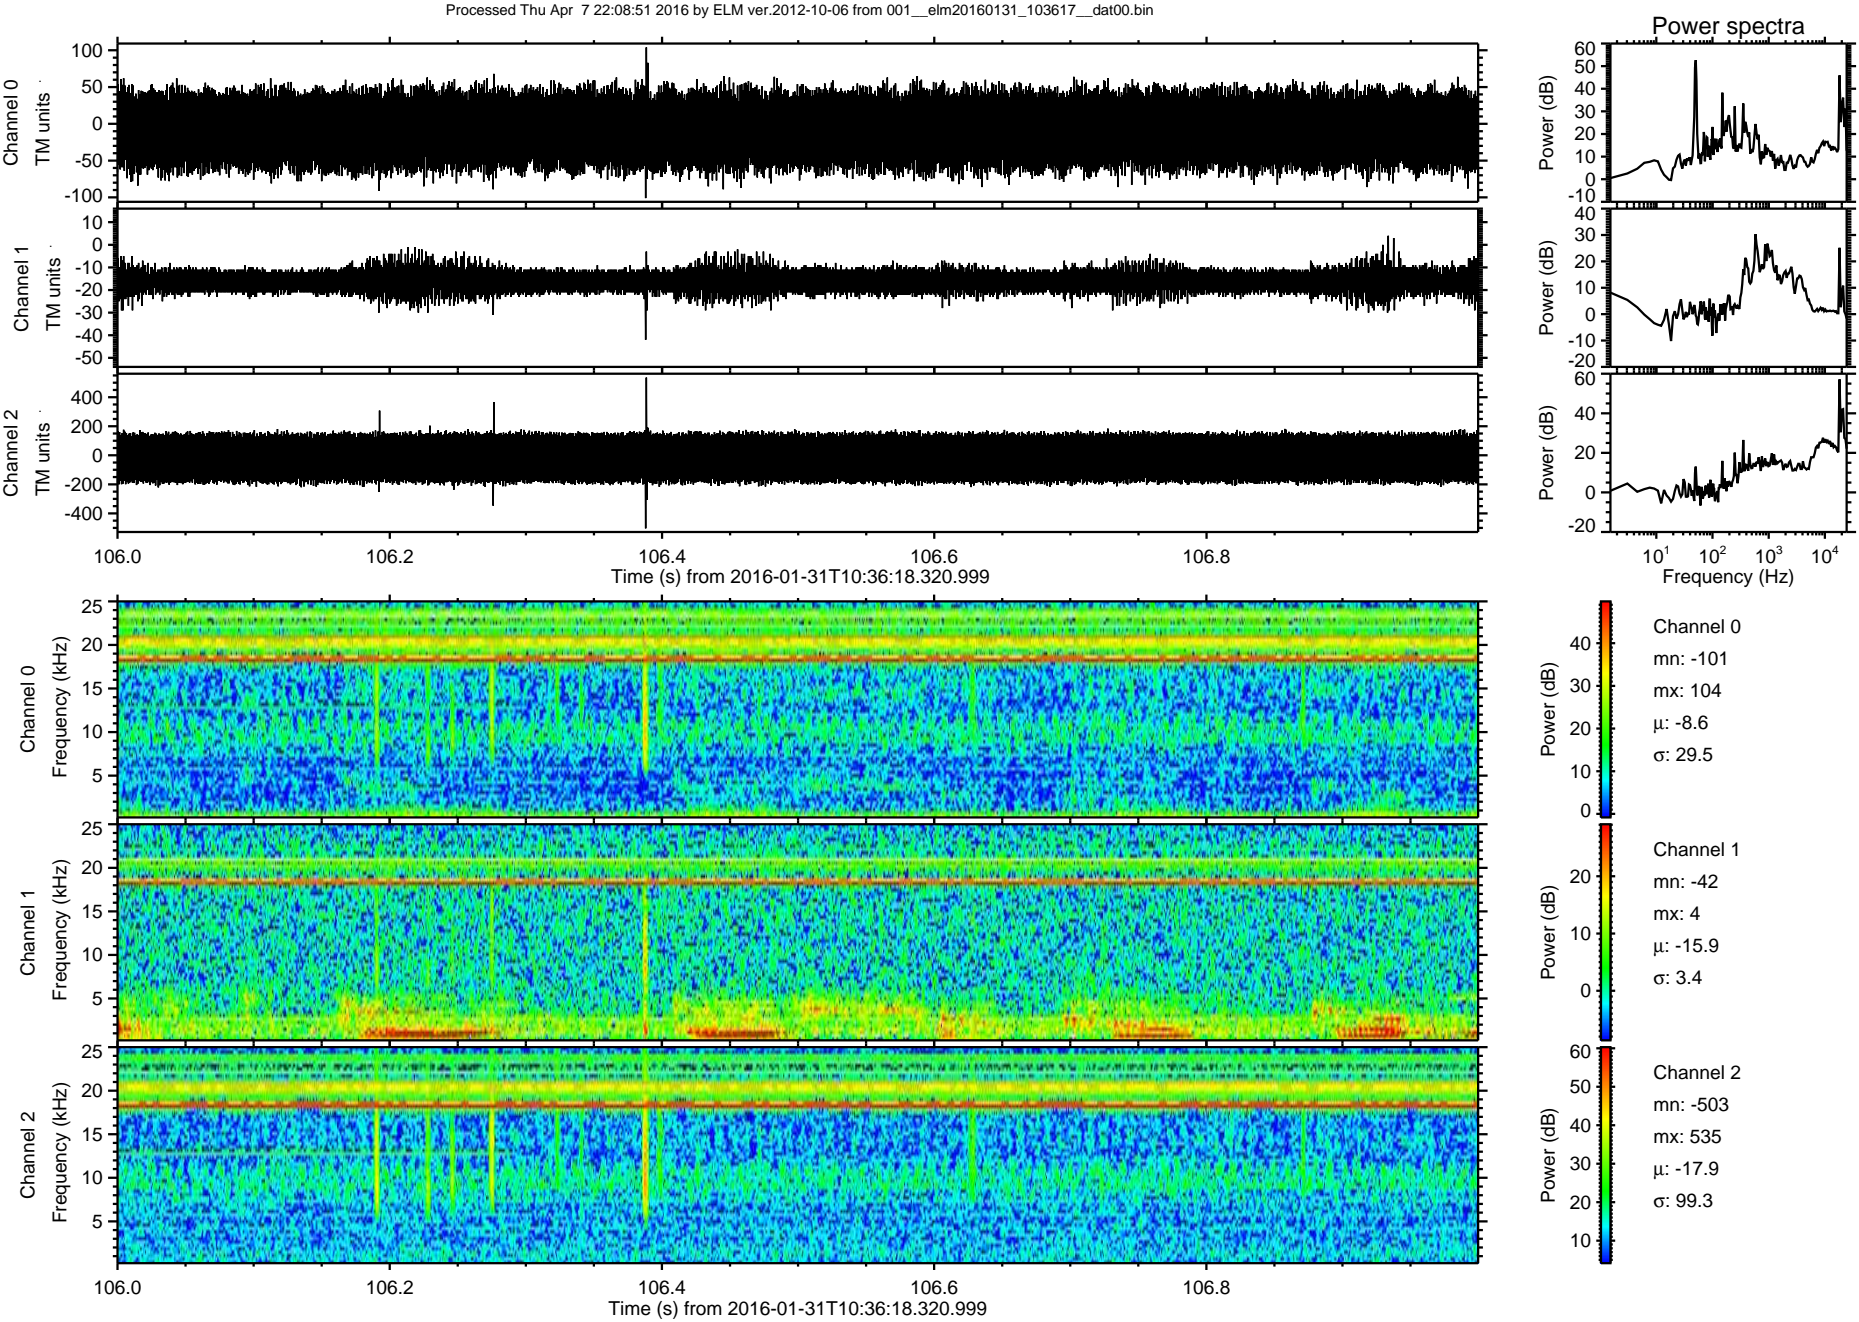 Processed Thu Apr 7 22:08:51 2016 by ELM ver.2012-10-06 from 001__elm20160131_103617__dat00.bin
Power spectra
Channel 0
TM units
100
50
0
-50
-100
Power (dB)
60
50
40
30
20
10
0
-10
Channel 1
TM units
10
0
-10
-20
-30
-40
-50
Power (dB)
40
30
20
10
0
-10
-20
Channel 2
TM units
400
200
0
-200
-400
Power (dB)
60
40
20
0
-20
106.0 106.2 106.4 106.6 106.8
Time (s) from 2016-01-31T10:36:18.320.999
10^1 10^2 10^3 10^4
Frequency (Hz)
Channel 0
Frequency (kHz)
25
20
15
10
5
Power (dB)
40
30
20
10
0
Channel 0
mn: -101
mx: 104
μ: -8.6
σ: 29.5
Channel 1
Frequency (kHz)
25
20
15
10
5
Power (dB)
20
10
0
Channel 1
mn: -42
mx: 4
μ: -15.9
σ: 3.4
Channel 2
Frequency (kHz)
25
20
15
10
5
Power (dB)
60
50
40
30
20
10
Channel 2
mn: -503
mx: 535
μ: -17.9
σ: 99.3
106.0 106.2 106.4 106.6 106.8
Time (s) from 2016-01-31T10:36:18.320.999